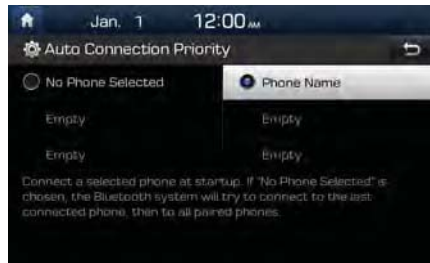 Jan. 1 12:00 AM
Auto Connection Priority
No Phone Selected Phone Name
Empty Empty
Empty Empty
Connect a selected phone at startup. If "No Phone Selected" is
chosen, the Bluetooth system will try to connect to the last
connected phone, then to all paired phones.